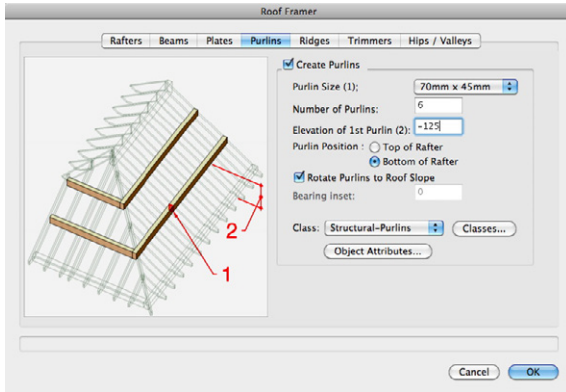 Roof Framer
Rafters Beams Plates Purlins Ridges Trimmers Hips / Valleys
Create Purlins
Purlin Size (1); 70mm x 45mm
Number of Purlins: 6
Elevation of 1st Purlin (2): -125
Purlin Position : Top of Rafter
Bottom of Rafter
Rotate Purlins to Roof Slope
Bearing inset: 0
Class: Structural-Purlins Classes...
Object Attributes...
2
1
Cancel OK